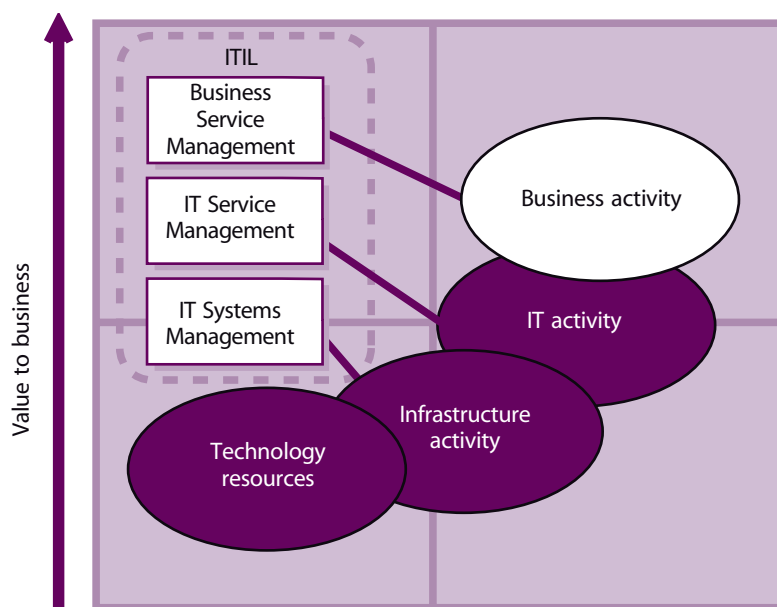 ITIL
Business
Service
Management
IT Service
Management
IT Systems
Management
Business activity
IT activity
Infrastructure
activity
Technology
resources
Value to business